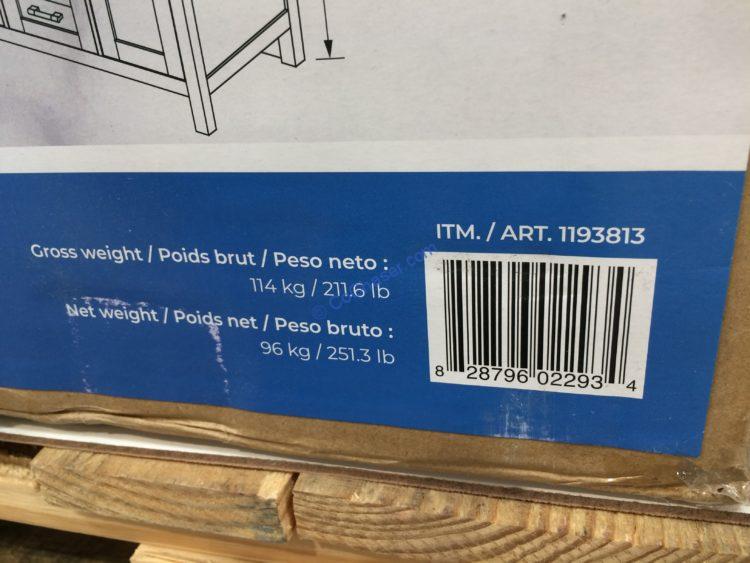 Gross weight / Poids brut / Peso neto :
114 kg / 211.6 lb
Net weight / Poids net / Peso bruto :
96 kg / 251.3 lb
ITM. / ART. 1193813
8 28796 02293 4